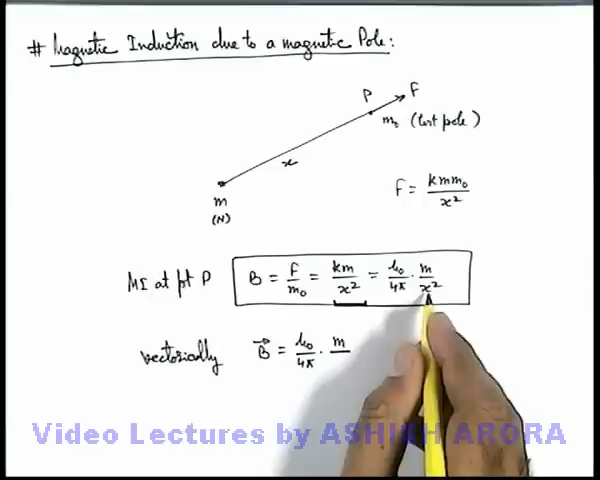 # Magnetic Induction due to a magnetic Pole:
P F
m₀ (test pole)
x
m
(N)
F = kmm₀/x²
MI at pt P B = F/m₀ = km/x² = μ₀/4π · m/x²
vectorially B⃗ = μ₀/4π · m
Video Lectures by ASHISH ARORA